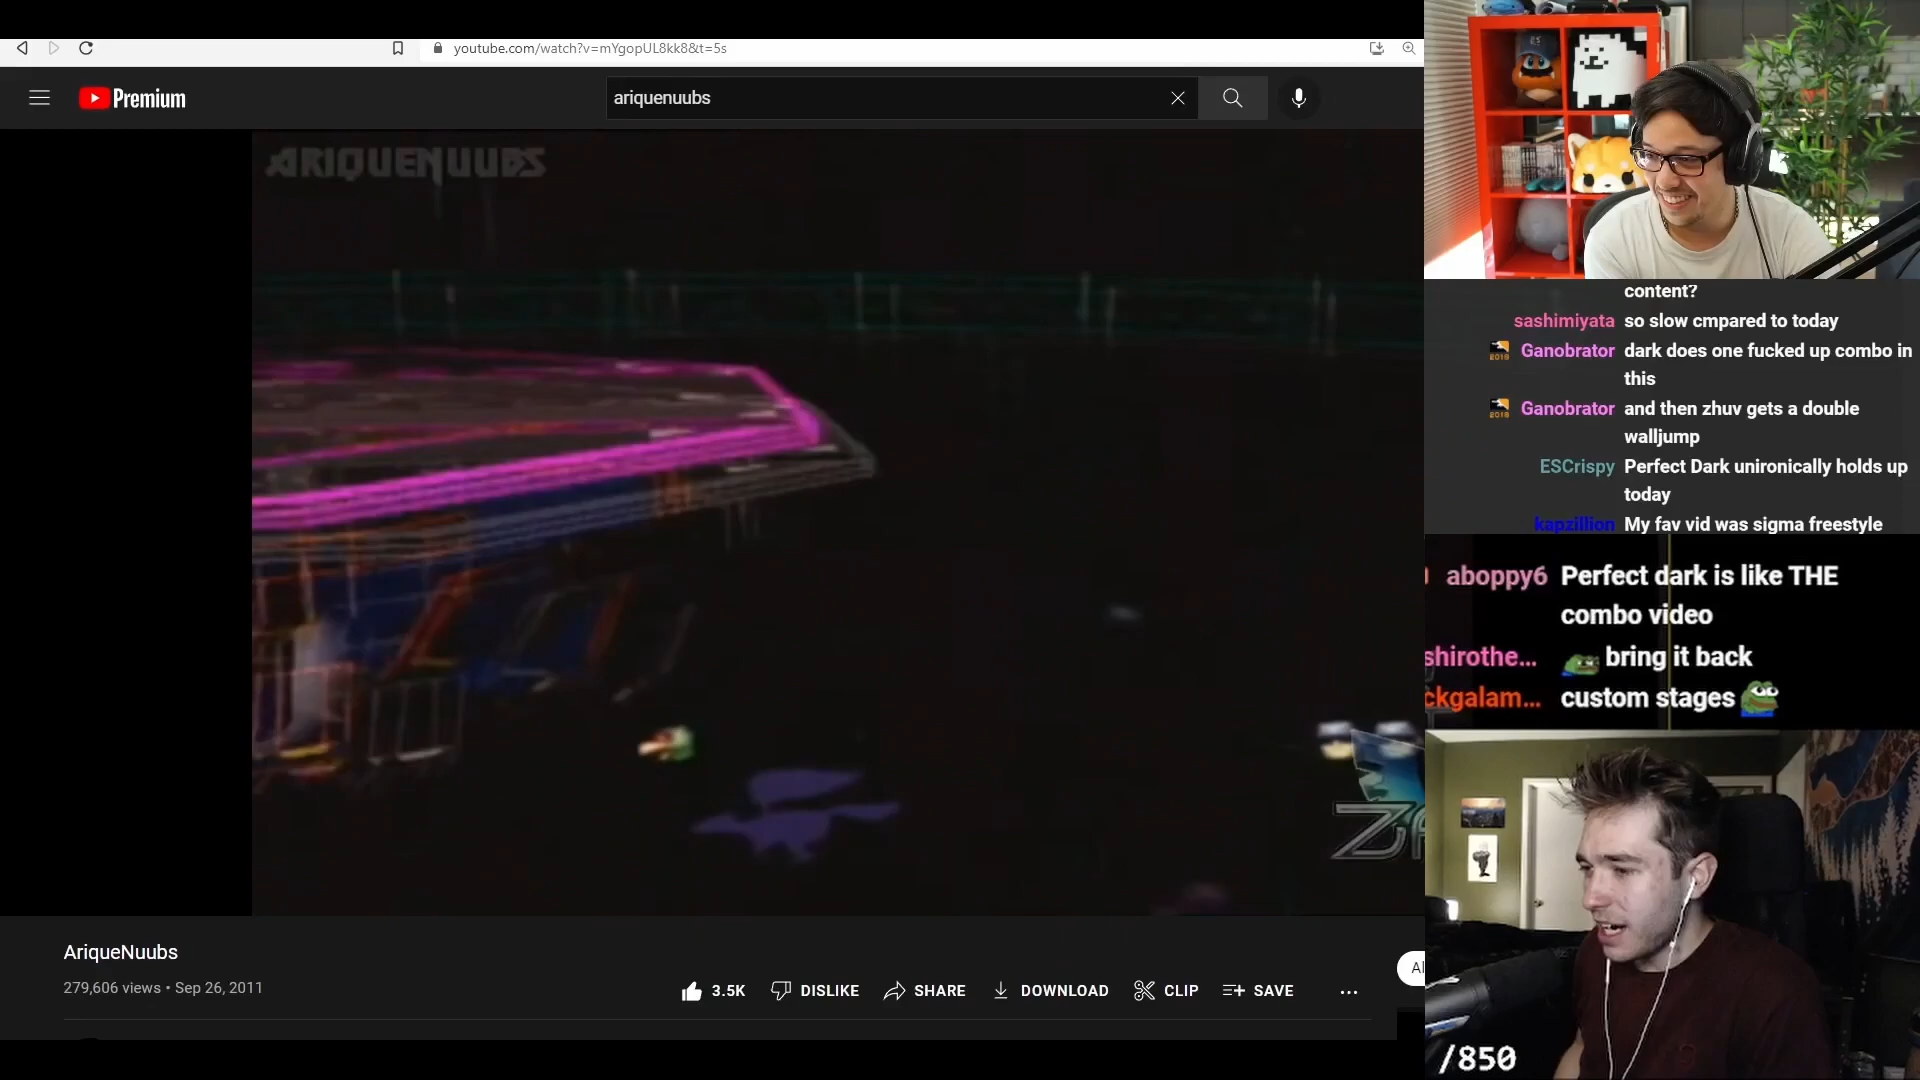 youtube.com/watch?v=mYgopUL8kk8&t=5s
Premium
ariquenuubs
ARIQUENUUBS
AriqueNuubs
279,606 views • Sep 26, 2011
3.5K
DISLIKE
SHARE
DOWNLOAD
CLIP
SAVE
content?
sashimiyata so slow cmpared to today
2019 Ganobrator dark does one fucked up combo in
this
2019 Ganobrator and then zhuv gets a double
walljump
ESCrispy Perfect Dark unironically holds up
today
kapzillion My fav vid was sigma freestyle
aboppy6 Perfect dark is like THE
combo video
shirothe... bring it back
ckgalam... custom stages
/850